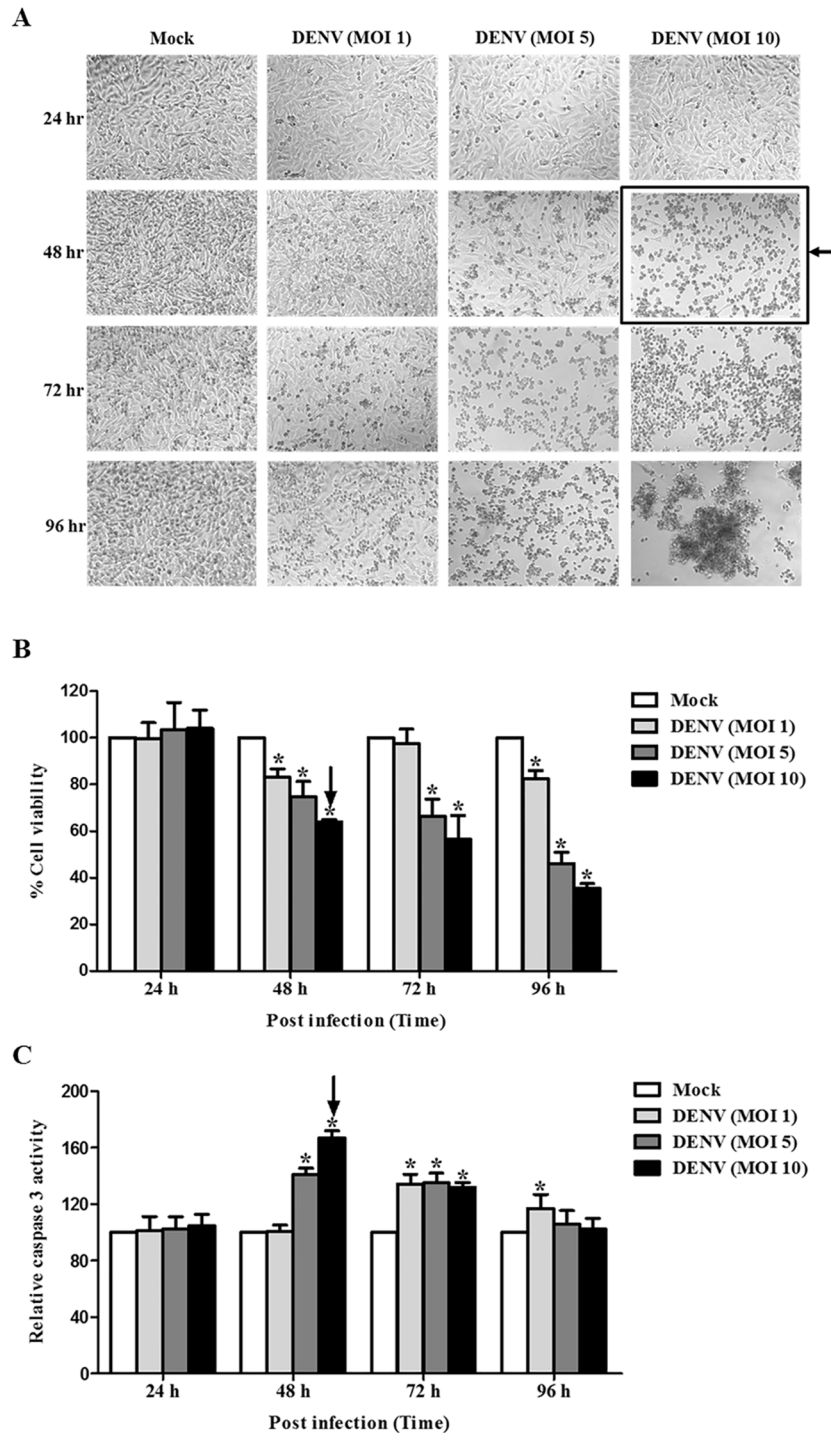 A
Mock DENV (MOI 1) DENV (MOI 5) DENV (MOI 10)
24 hr
48 hr
72 hr
96 hr
B
120
100
80
60
40
20
0
% Cell viability
* * *
* *
* * *
24 h 48 h 72 h 96 h
Post infection (Time)
Mock
DENV (MOI 1)
DENV (MOI 5)
DENV (MOI 10)
C
200
160
120
80
40
0
Relative caspase 3 activity
* *
* * *
*
24 h 48 h 72 h 96 h
Post infection (Time)
Mock
DENV (MOI 1)
DENV (MOI 5)
DENV (MOI 10)